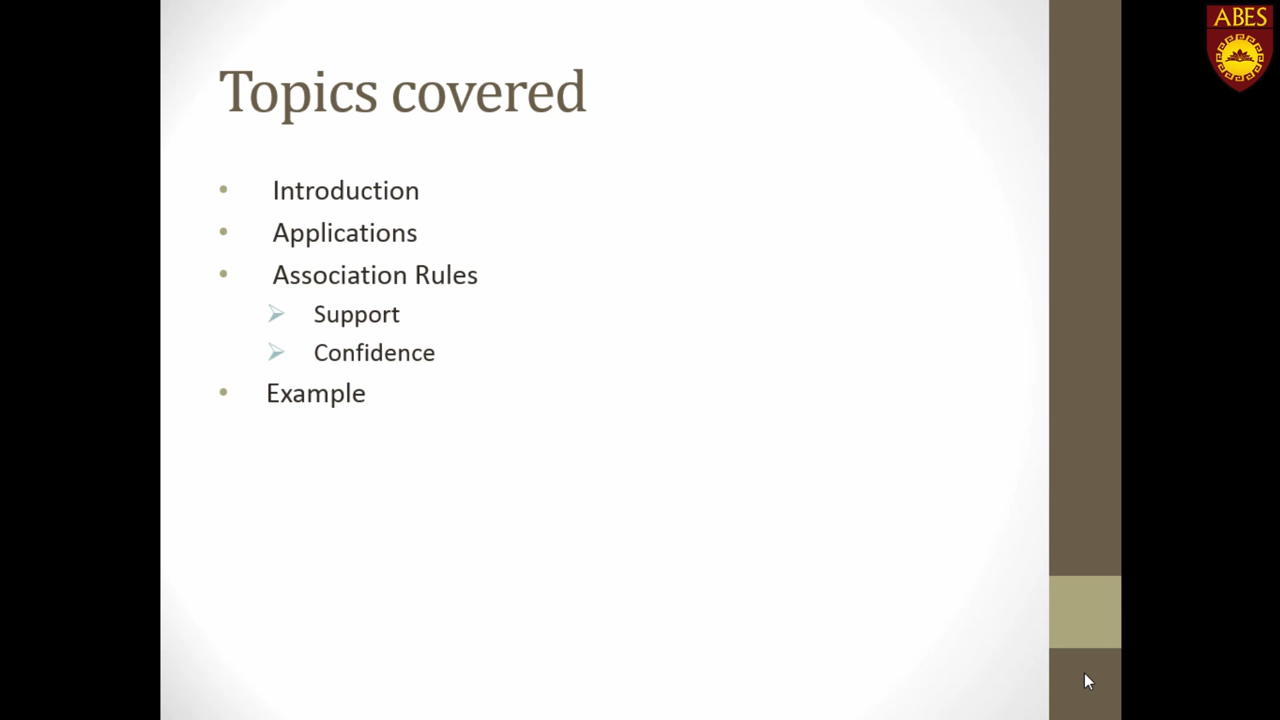 ABES
Topics covered
• Introduction
• Applications
• Association Rules
➢ Support
➢ Confidence
• Example